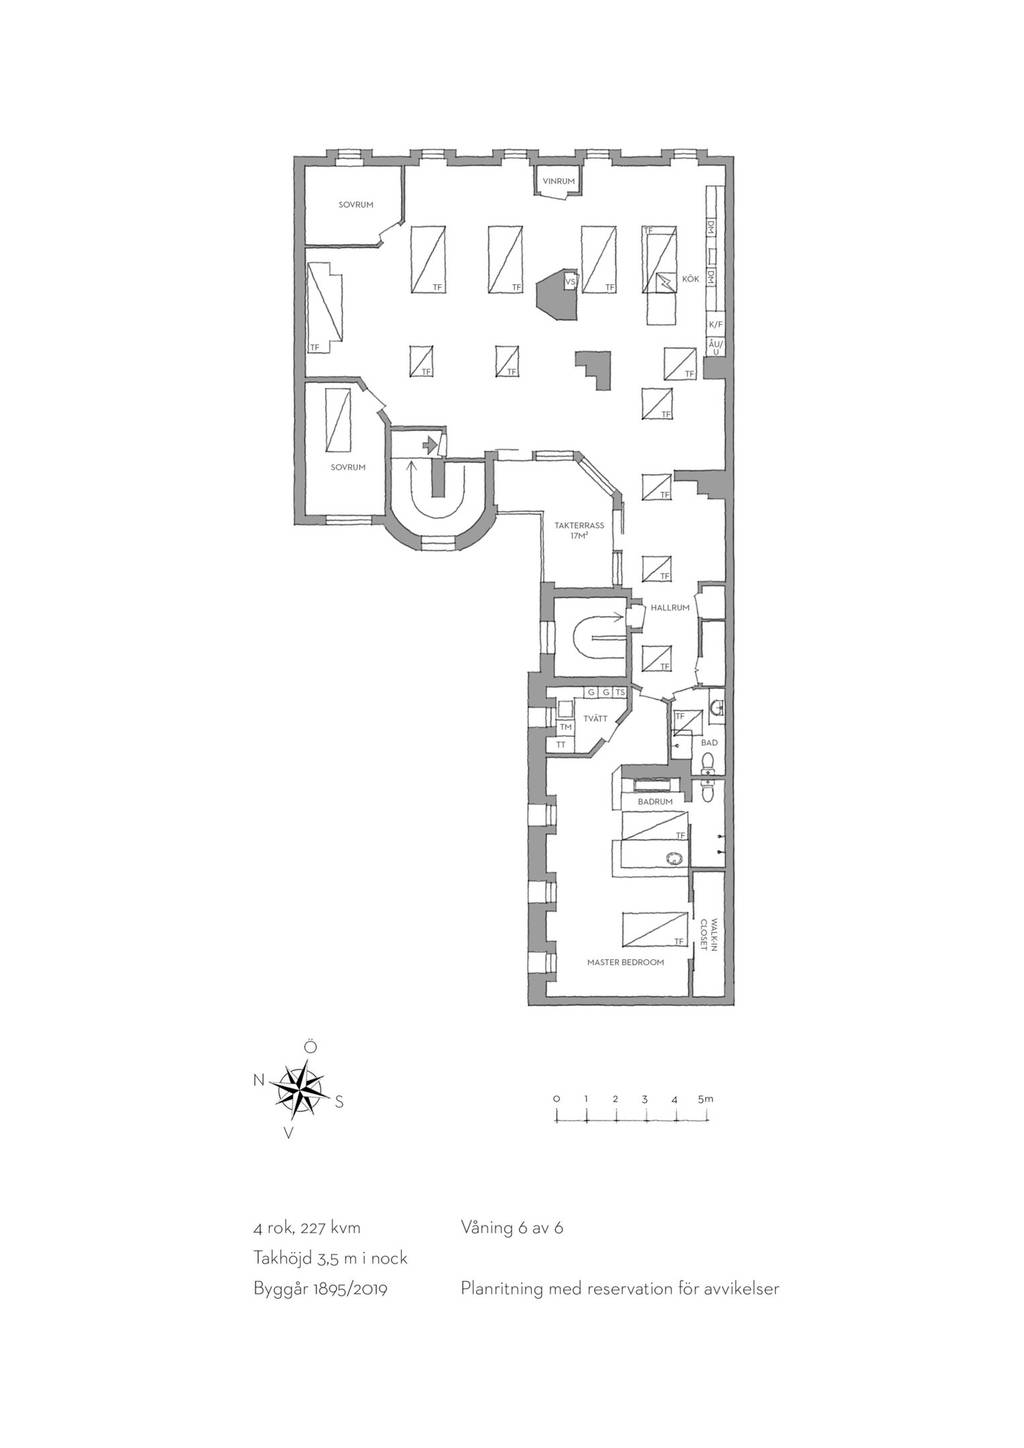 VINRUM
SOVRUM
TF
DM
KÖK
TF
TF
TF
VS
DM
K/F
ÅU/
U
TF
TF
TF
TF
TF
SOVRUM
TF
TAKTERRASS
17M²
TF
HALLRUM
TF
G G TS
TF
TVÄTT
TM
TT
BAD
BADRUM
TF
WALK-IN
CLOSET
TF
MASTER BEDROOM
Ö
N
S
V
0 1 2 3 4 5m
4 rok, 227 kvm
Våning 6 av 6
Takhöjd 3,5 m i nock
Byggår 1895/2019
Planritning med reservation för avvikelser